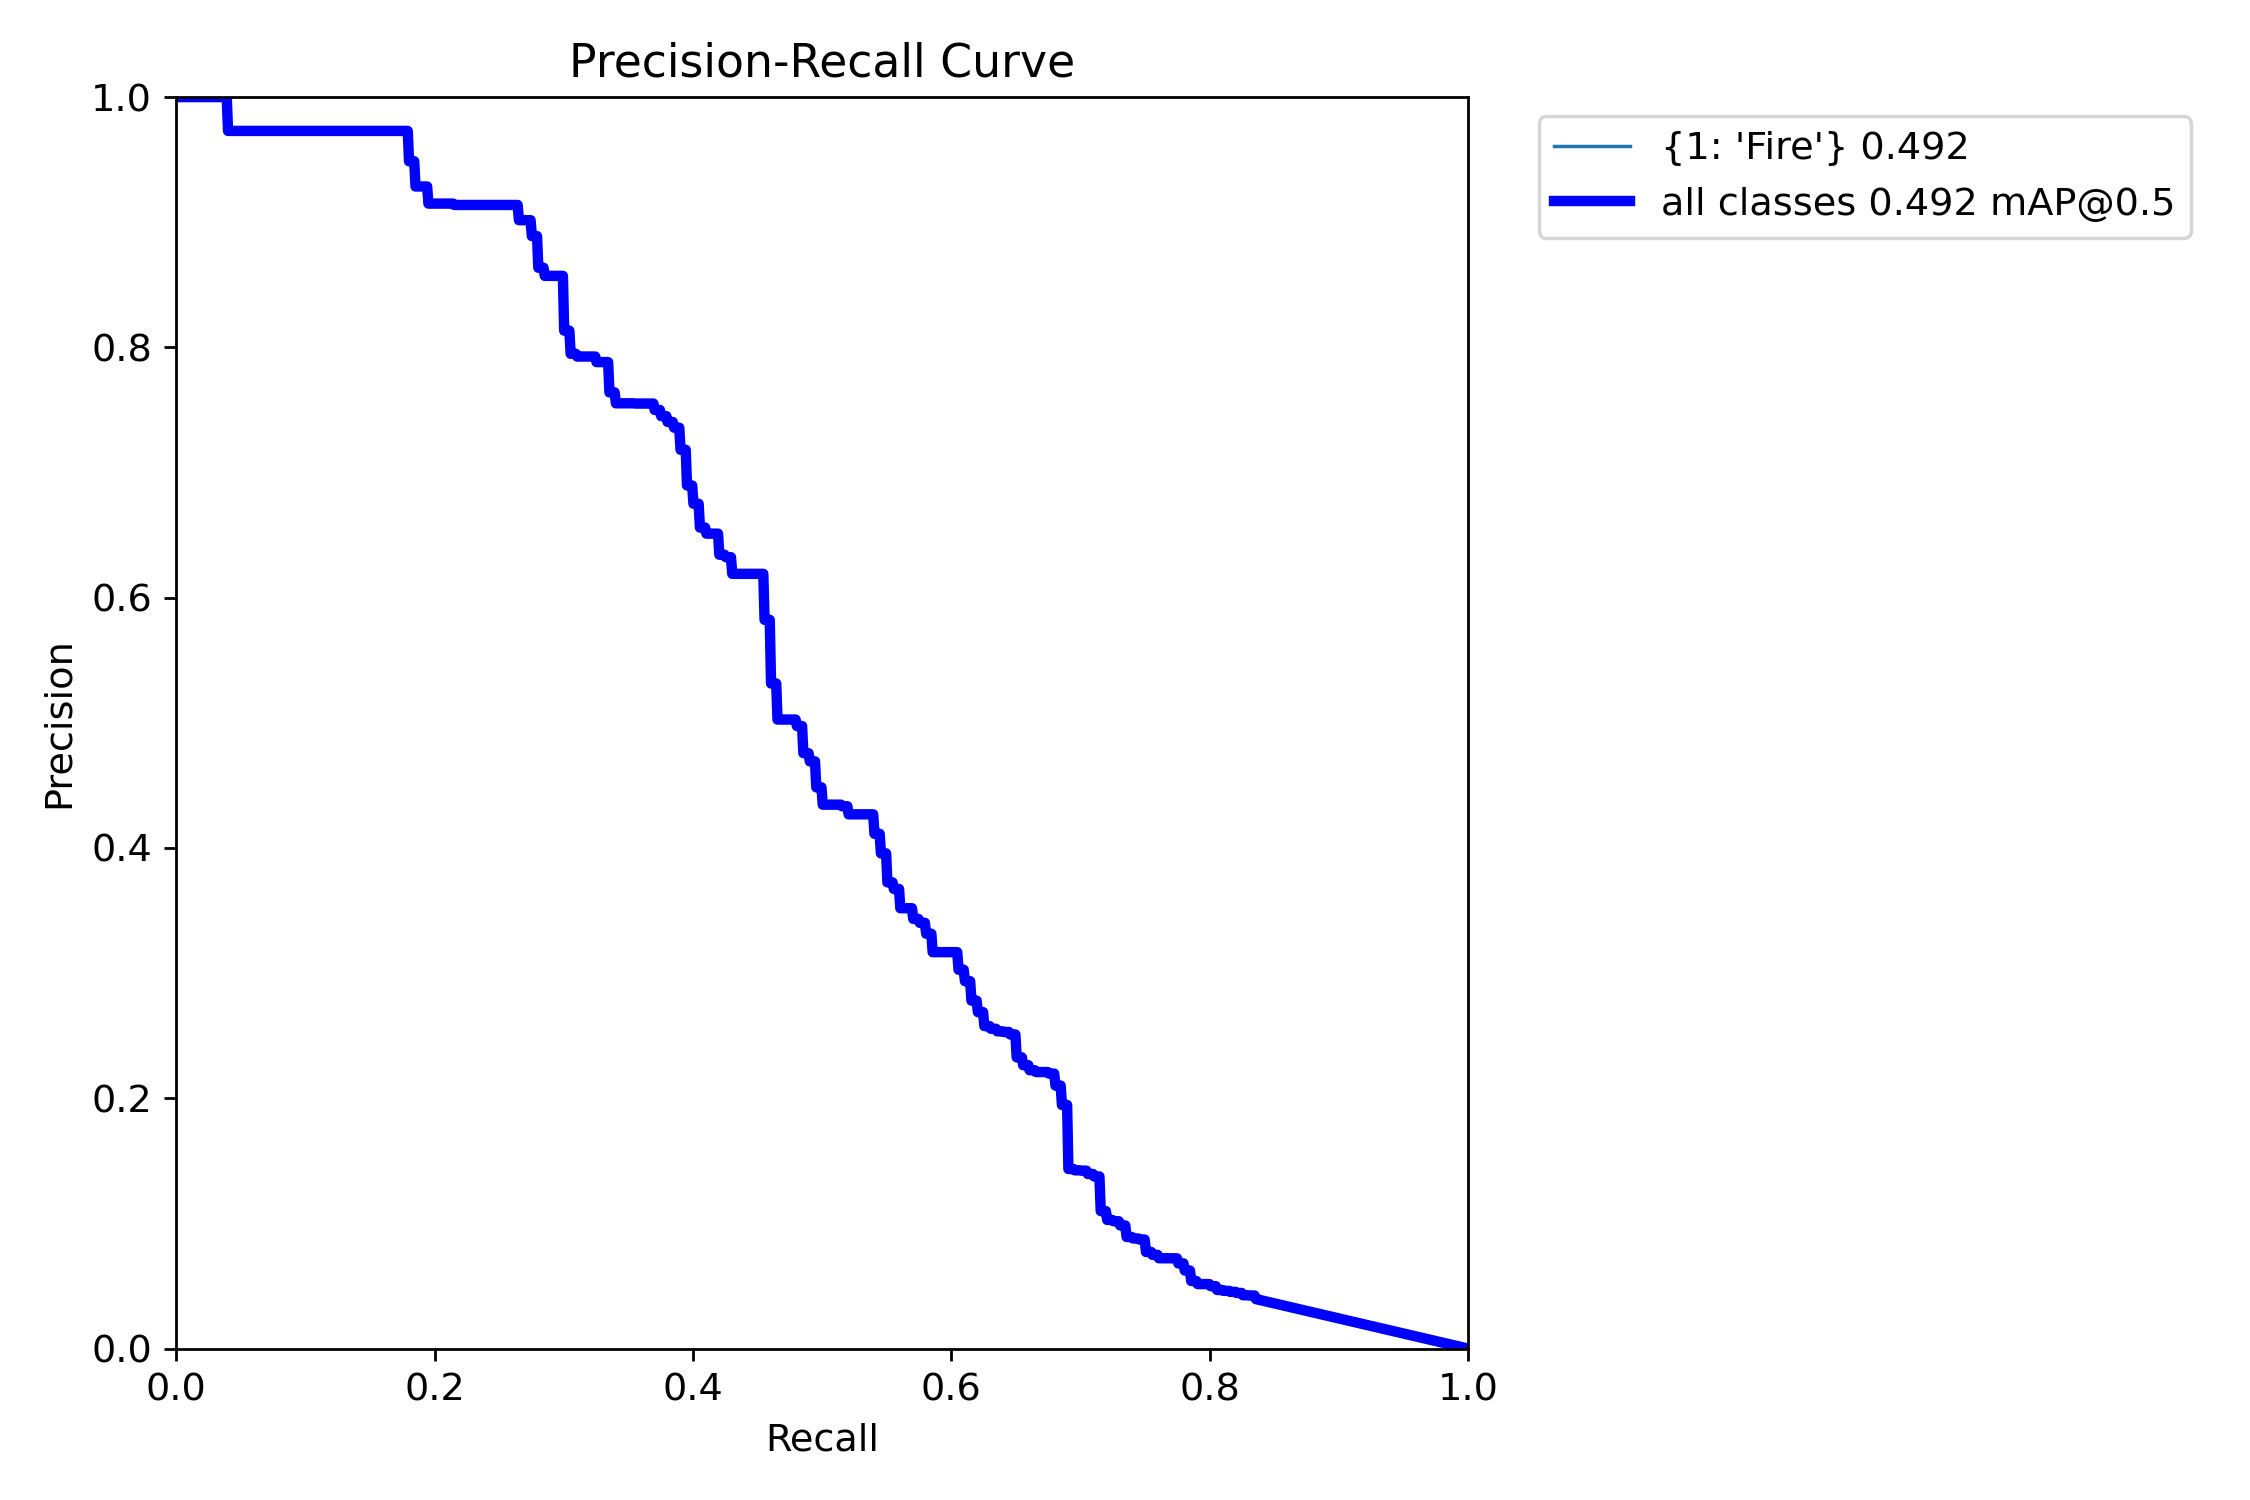 Precision-Recall Curve
{1: 'Fire'} 0.492
all classes 0.492 mAP@0.5
1.0
0.8
0.6
0.4
0.2
0.0
Precision
0.0 0.2 0.4 0.6 0.8 1.0
Recall